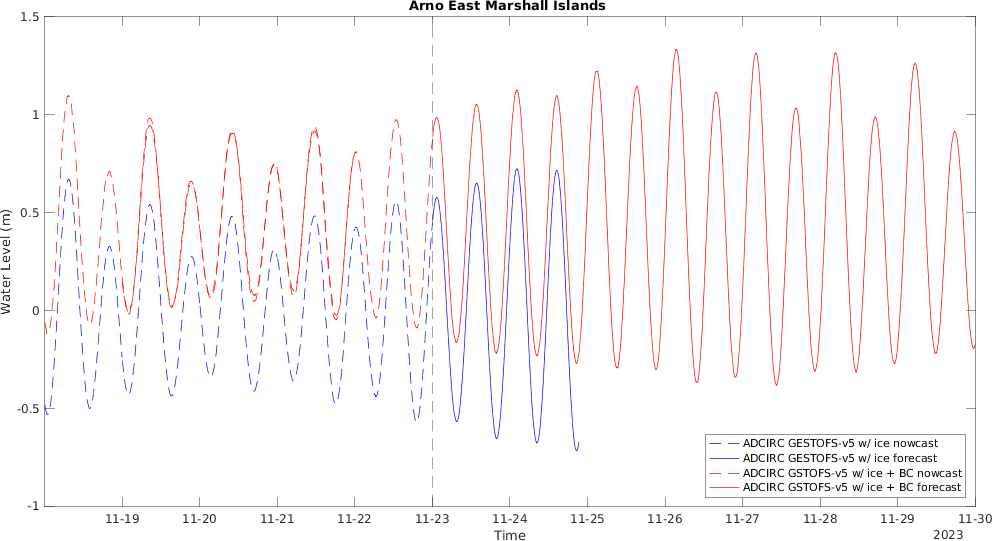 Arno East Marshall Islands
1.5
1
0.5
0
-0.5
-1
Water Level (m)
ADCIRC GESTOFS-v5 w/ ice nowcast
ADCIRC GESTOFS-v5 w/ ice forecast
ADCIRC GSTOFS-v5 w/ ice + BC nowcast
ADCIRC GSTOFS-v5 w/ ice + BC forecast
11-19 11-20 11-21 11-22 11-23 11-24 11-25 11-26 11-27 11-28 11-29 11-30
Time
2023